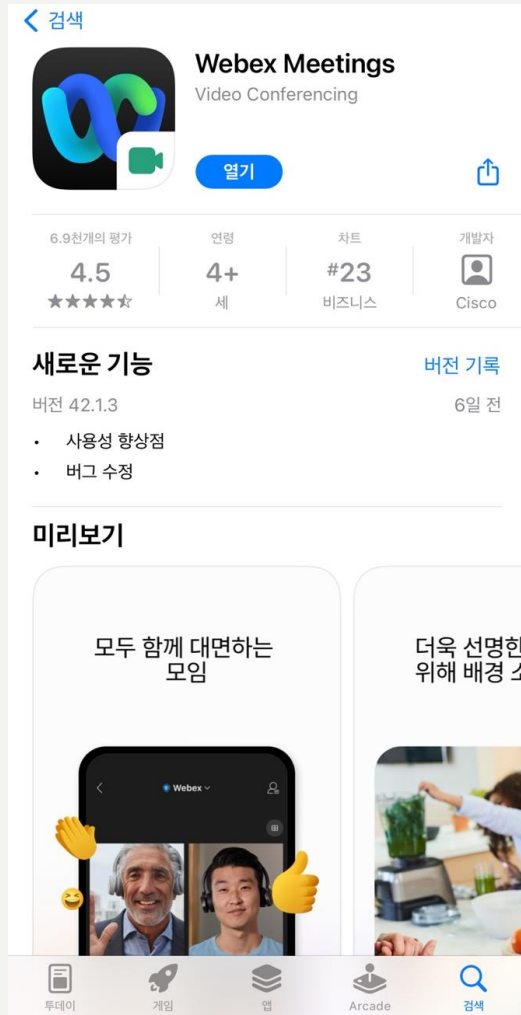 검색
Webex Meetings
Video Conferencing
열기
6.9천개의 평가
4.5
연령
4+
세
차트
#23
비즈니스
개발자
Cisco
새로운 기능
버전 기록
버전 42.1.3
6일 전
• 사용성 향상점
• 버그 수정
미리보기
모두 함께 대면하는
모임
더욱 선명한
위해 배경
Webex
투데이
게임
앱
Arcade
검색